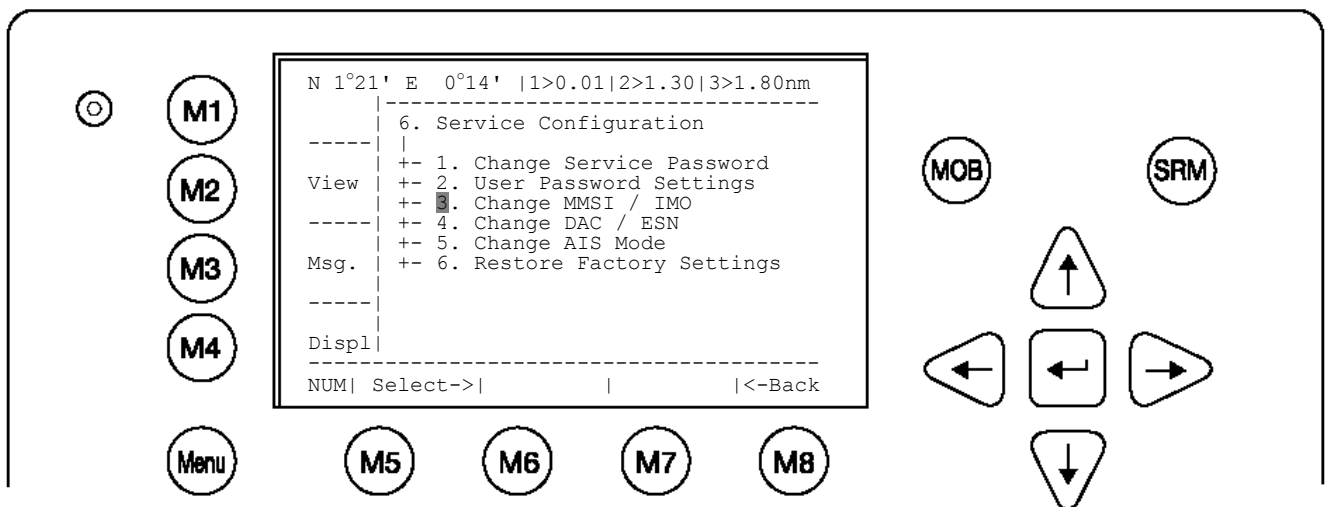 N 1°21' E 0°14' |1>0.01|2>1.30|3>1.80nm
M1
6. Service Configuration
+- 1. Change Service Password
MOB
SRM
M2
View
+- 2. User Password Settings
+- 3. Change MMSI / IMO
+- 4. Change DAC / ESN
+- 5. Change AIS Mode
M3
Msg.
+- 6. Restore Factory Settings
M4
Displ
NUM| Select->| | |<-Back
Menu
M5
M6
M7
M8